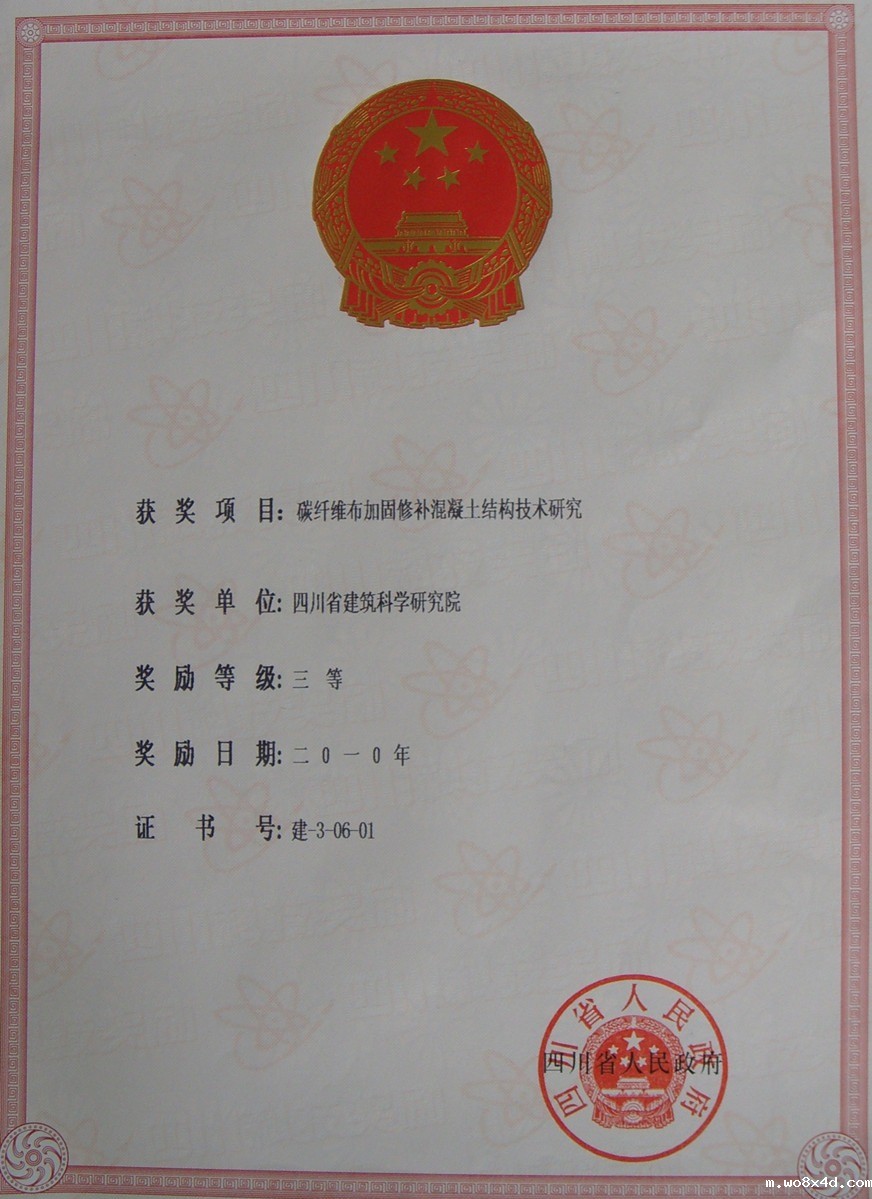 获奖项目：碳纤维布加固修补混凝土结构技术研究
获奖单位：四川省建筑科学研究院
奖励等级：三等
奖励日期：二0一0年
证书号：建-3-06-01
四川省人民政府
四川省人民政府
m.wo8x4d.com